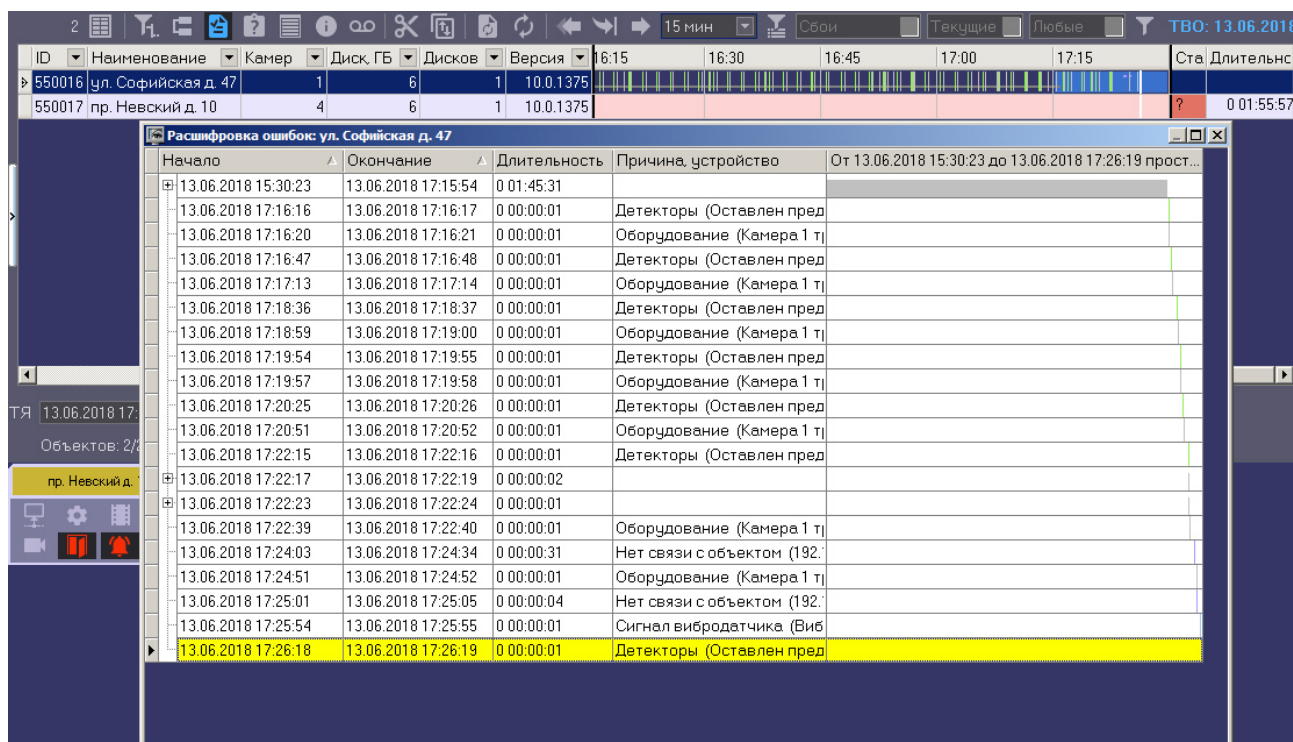 2 15 мин Сбои Текущие Любые ТВО: 13.06.2018
ID Наименование Камер Диск, ГБ Дисков Версия 16:15 16:30 16:45 17:00 17:15 Ста Длительнс
550016 ул. Софийская д. 47 1 6 1 10.0.1375
550017 пр. Невский д. 10 4 6 1 10.0.1375 ? 0 01:55:57
Расшифровка ошибок: ул. Софийская д. 47
Начало Окончание Длительность Причина, устройство От 13.06.2018 15:30:23 до 13.06.2018 17:26:19 прост...
13.06.2018 15:30:23 13.06.2018 17:15:54 0 01:45:31
13.06.2018 17:16:16 13.06.2018 17:16:17 0 00:00:01 Детекторы (Оставлен пред
13.06.2018 17:16:20 13.06.2018 17:16:21 0 00:00:01 Оборудование (Камера 1 т
13.06.2018 17:16:47 13.06.2018 17:16:48 0 00:00:01 Детекторы (Оставлен пред
13.06.2018 17:17:13 13.06.2018 17:17:14 0 00:00:01 Оборудование (Камера 1 т
13.06.2018 17:18:36 13.06.2018 17:18:37 0 00:00:01 Детекторы (Оставлен пред
13.06.2018 17:18:59 13.06.2018 17:19:00 0 00:00:01 Оборудование (Камера 1 т
13.06.2018 17:19:54 13.06.2018 17:19:55 0 00:00:01 Детекторы (Оставлен пред
13.06.2018 17:19:57 13.06.2018 17:19:58 0 00:00:01 Оборудование (Камера 1 т
13.06.2018 17:20:25 13.06.2018 17:20:26 0 00:00:01 Детекторы (Оставлен пред
13.06.2018 17:20:51 13.06.2018 17:20:52 0 00:00:01 Оборудование (Камера 1 т
13.06.2018 17:22:15 13.06.2018 17:22:16 0 00:00:01 Детекторы (Оставлен пред
13.06.2018 17:22:17 13.06.2018 17:22:19 0 00:00:02
13.06.2018 17:22:23 13.06.2018 17:22:24 0 00:00:01
13.06.2018 17:22:39 13.06.2018 17:22:40 0 00:00:01 Оборудование (Камера 1 т
13.06.2018 17:24:03 13.06.2018 17:24:34 0 00:00:31 Нет связи с объектом (192.
13.06.2018 17:24:51 13.06.2018 17:24:52 0 00:00:01 Оборудование (Камера 1 т
13.06.2018 17:25:01 13.06.2018 17:25:05 0 00:00:04 Нет связи с объектом (192.
13.06.2018 17:25:54 13.06.2018 17:25:55 0 00:00:01 Сигнал вибродатчика (Виб
13.06.2018 17:26:18 13.06.2018 17:26:19 0 00:00:01 Детекторы (Оставлен пред
ТЯ 13.06.2018 17:
Объектов: 2/2
пр. Невский д.